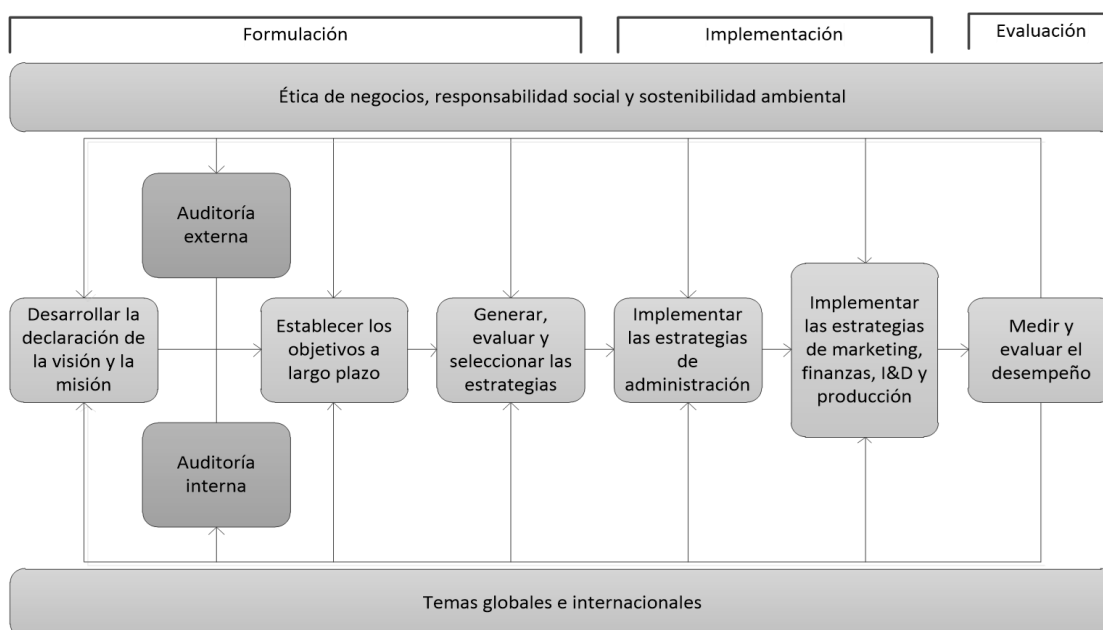 Formulación
Implementación
Evaluación
Ética de negocios, responsabilidad social y sostenibilidad ambiental
Auditoría
externa
Desarrollar la
declaración de
la visión y la
misión
Establecer los
objetivos a
largo plazo
Generar,
evaluar y
seleccionar las
estrategias
Implementar
las estrategias
de
administración
Implementar
las estrategias
de marketing,
finanzas, I&D y
producción
Medir y
evaluar el
desempeño
Auditoría
interna
Temas globales e internacionales